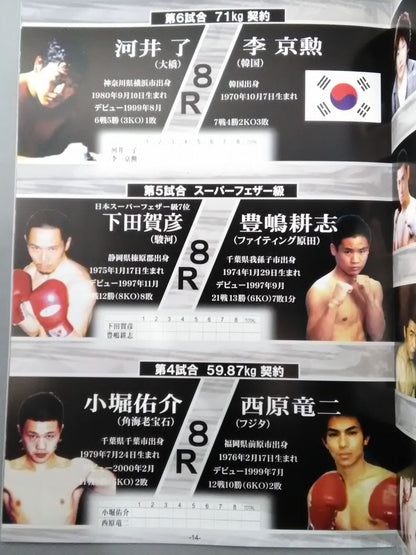 第6試合 71kg 契約
河井 了
(大橋)
神奈川県横浜市出身
1980年9月10日生まれ
デビュー1999年8月
6戦5勝(3KO)1敗
8R
李 京勲
(韓国)
韓国出身
1970年10月7日生まれ
7戦4勝2KO3敗
1 2 3 4 5 6 7 8 TOTAL
河井 了
李 京勲
第5試合 スーパーフェザー級
日本スーパーフェザー級7位
下田賀彦
(駿河)
静岡県榛原郡出身
1975年1月17日生まれ
デビュー1997年11月
戦12勝(8KO)8敗
8R
豊嶋耕志
(ファイティング原田)
千葉県我孫子市出身
1974年1月29日生まれ
デビュー1997年9月
21戦13勝(6KO)7敗1分
1 2 3 4 5 6 7 8 TOTAL
下田賀彦
豊嶋耕志
第4試合 59.87kg 契約
小堀佑介
(角海老宝石)
千葉県千葉市出身
1979年7月24日生まれ
デビュー2000年2月
KO)2敗
8R
西原竜二
(フジタ)
福岡県前原市出身
1976年2月17日生まれ
デビュー1999年7月
12戦10勝(6KO)2敗
1 2 3 4 5 6 7 8 TOTAL
小堀佑介
西原竜二
-14-